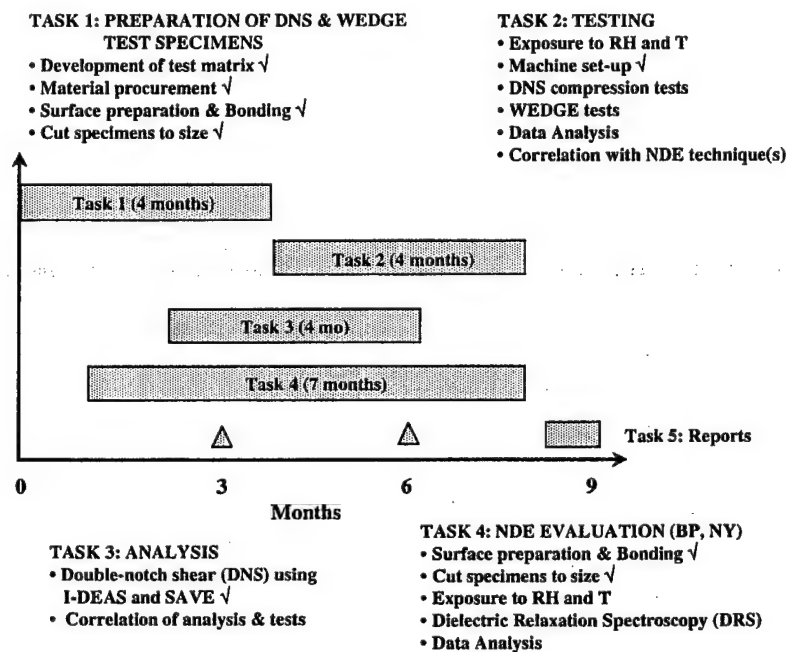 TASK 1: PREPARATION OF DNS & WEDGE
TEST SPECIMENS
• Development of test matrix √
• Material procurement √
• Surface preparation & Bonding √
• Cut specimens to size √
TASK 2: TESTING
• Exposure to RH and T
• Machine set-up √
• DNS compression tests
• WEDGE tests
• Data Analysis
• Correlation with NDE technique(s)
Task 1 (4 months)
Task 2 (4 months)
Task 3 (4 mo)
Task 4 (7 months)
Task 5: Reports
0 3 6 9
Months
TASK 3: ANALYSIS
• Double-notch shear (DNS) using
I-DEAS and SAVE √
• Correlation of analysis & tests
TASK 4: NDE EVALUATION (BP, NY)
• Surface preparation & Bonding √
• Cut specimens to size √
• Exposure to RH and T
• Dielectric Relaxation Spectroscopy (DRS)
• Data Analysis